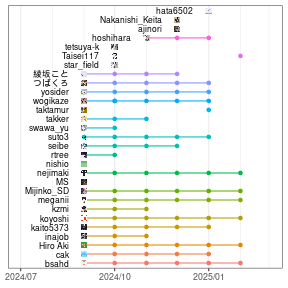 hata6502
Nakanishi_Keita
ajinori
hoshihara
tetsuya-k
Taisei117
star_field
綾坂こと
つばくろ
yosider
wogikaze
taktamur
takker
swawa_yu
suto3
seibe
rtree
nishio
nejimaki
MS
Mijinko_SD
meganii
kzmi
koyoshi
kaito5373
inajob
Hiro Aki
cak
bsahd
2024/07 2024/10 2025/01